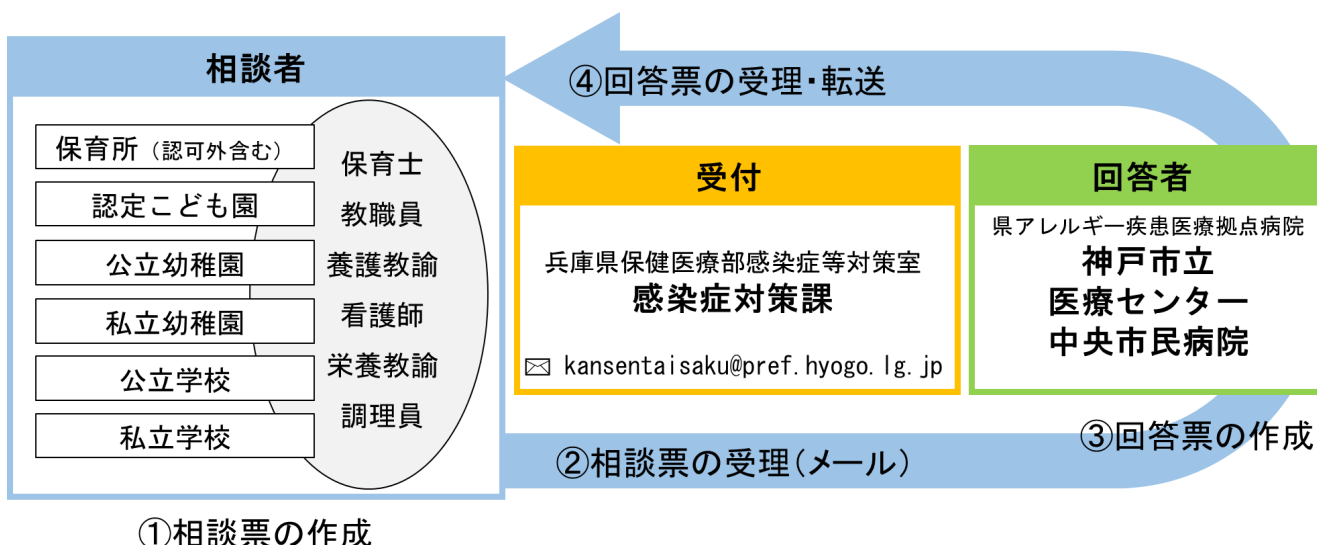 相談者
保育所（認可外含む）
認定こども園
公立幼稚園
私立幼稚園
公立学校
私立学校
保育士
教職員
養護教諭
看護師
栄養教諭
調理員
①相談票の作成
②相談票の受理（メール）
受付
兵庫県保健医療部感染症等対策室
感染症対策課
✉ kansentaisaku@pref.hyogo.lg.jp
回答者
県アレルギー疾患医療拠点病院
神戸市立
医療センター
中央市民病院
③回答票の作成
④回答票の受理・転送